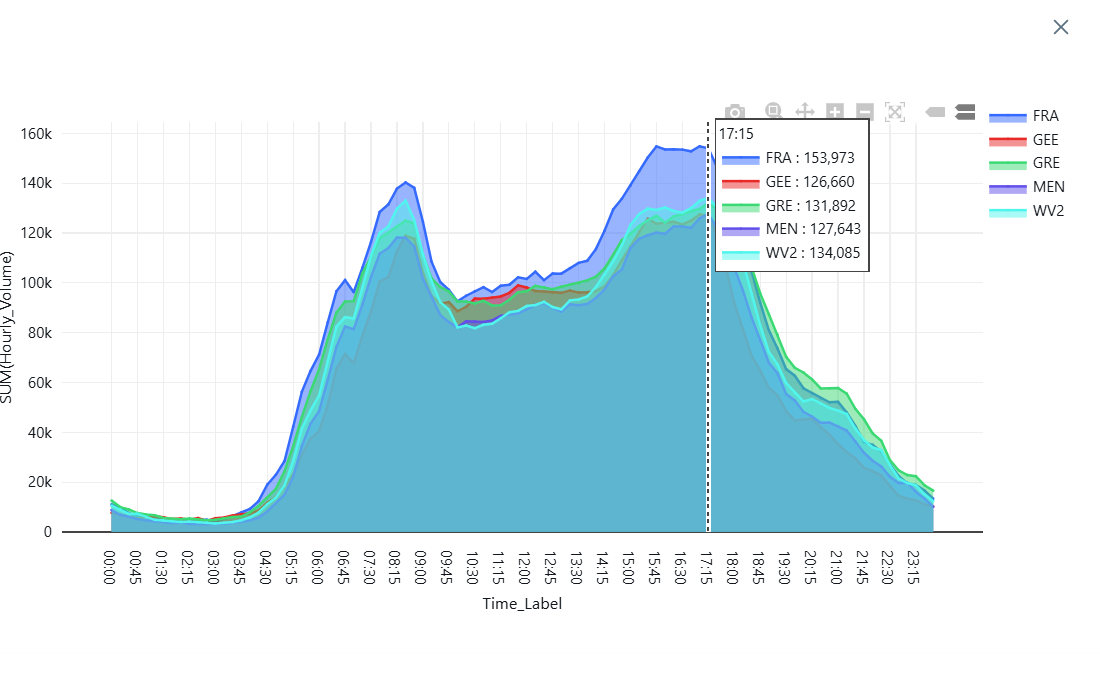 160k
140k
120k
100k
80k
60k
40k
20k
0
SUM(Hourly_Volume)
17:15
FRA : 153,973
GEE : 126,660
GRE : 131,892
MEN : 127,643
WV2 : 134,085
FRA
GEE
GRE
MEN
WV2
00:00
00:45
01:30
02:15
03:00
03:45
04:30
05:15
06:00
06:45
07:30
08:15
09:00
09:45
10:30
11:15
12:00
12:45
13:30
14:15
15:00
15:45
16:30
17:15
18:00
18:45
19:30
20:15
21:00
21:45
22:30
23:15
Time_Label